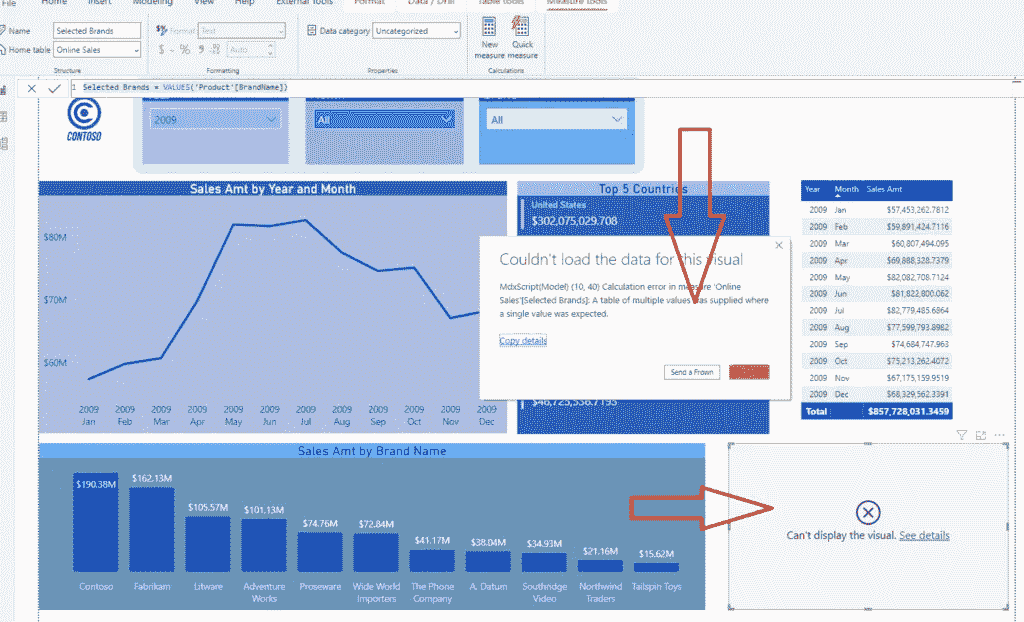 File Home Insert Modeling View Help External Tools Format Data / Drill Table tools Measure tools
Name Selected Brands
Format Text
Data category Uncategorized
New measure
Quick measure
Home table Online Sales
$ % 9 Auto
Structure Formatting Properties Calculations
1 Selected Brands = VALUES('Product'[BrandName])
CONTOSO
2009
All
All
Sales Amt by Year and Month
$80M
$70M
$60M
2009 2009 2009 2009 2009 2009 2009 2009 2009 2009 2009 2009
Jan Feb Mar Apr May Jun Jul Aug Sep Oct Nov Dec
Top 5 Countries
United States
$302,075,029.708
Couldn't load the data for this visual
MdxScript(Model) (10, 40) Calculation error in measure 'Online
Sales'[Selected Brands]: A table of multiple values was supplied where
a single value was expected.
Copy details
Send a Frown
$46,725,536.7195
Year Month Sales Amt
2009 Jan $57,453,262.7812
2009 Feb $59,891,424.7116
2009 Mar $60,807,494.095
2009 Apr $69,888,328.7379
2009 May $82,082,708.7124
2009 Jun $81,822,800.062
2009 Jul $82,779,485.6864
2009 Aug $77,599,793.8982
2009 Sep $74,684,747.963
2009 Oct $75,213,262.4072
2009 Nov $67,175,159.9519
2009 Dec $68,329,562.3391
Total $857,728,031.3459
Sales Amt by Brand Name
$190.38M $162.13M $105.57M $101.13M $74.76M $72.84M $41.17M $38.04M $34.93M $21.16M $15.62M
Contoso Fabrikam Litware Adventure Proseware Wide World The Phone A. Datum Southridge Northwind Tailspin Toys
Works Importers Company Video Traders
Can't display the visual. See details